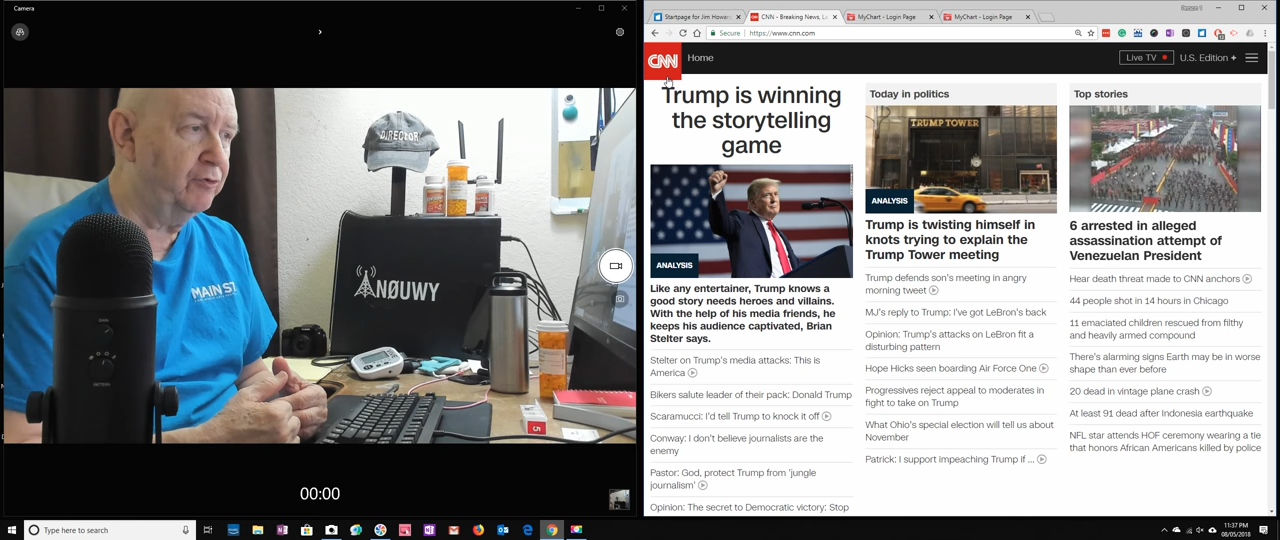 Camera
DIRECTOR
ANØUWY
MAIN ST
00:00
Startpage for Jim Howar
CNN - Breaking News, La
MyChart - Login Page
MyChart - Login Page
Secure
https://www.cnn.com
CNN
Home
Live TV
U.S. Edition +
Trump is winning
the storytelling
game
ANALYSIS
Like any entertainer, Trump knows a
good story needs heroes and villains.
With the help of his media friends, he
keeps his audience captivated, Brian
Stelter says.
Stelter on Trump's media attacks: This is
America
Bikers salute leader of their pack: Donald Trump
Scaramucci: I'd tell Trump to knock it off
Conway: I don't believe journalists are the
enemy
Pastor: God, protect Trump from 'jungle
journalism'
Opinion: The secret to Democratic victory: Stop
Today in politics
TRUMP TOWER
ANALYSIS
Trump is twisting himself in
knots trying to explain the
Trump Tower meeting
Trump defends son's meeting in angry
morning tweet
MJ's reply to Trump: I've got LeBron's back
Opinion: Trump's attacks on LeBron fit a
disturbing pattern
Hope Hicks seen boarding Air Force One
Progressives reject appeal to moderates in
fight to take on Trump
What Ohio's special election will tell us about
November
Patrick: I support impeaching Trump if ...
Top stories
6 arrested in alleged
assassination attempt of
Venezuelan President
Hear death threat made to CNN anchors
44 people shot in 14 hours in Chicago
11 emaciated children rescued from filthy
and heavily armed compound
There's alarming signs Earth may be in worse
shape than ever before
20 dead in vintage plane crash
At least 91 dead after Indonesia earthquake
NFL star attends HOF ceremony wearing a tie
that honors African Americans killed by police
Type here to search
11:37 PM
08/05/2018